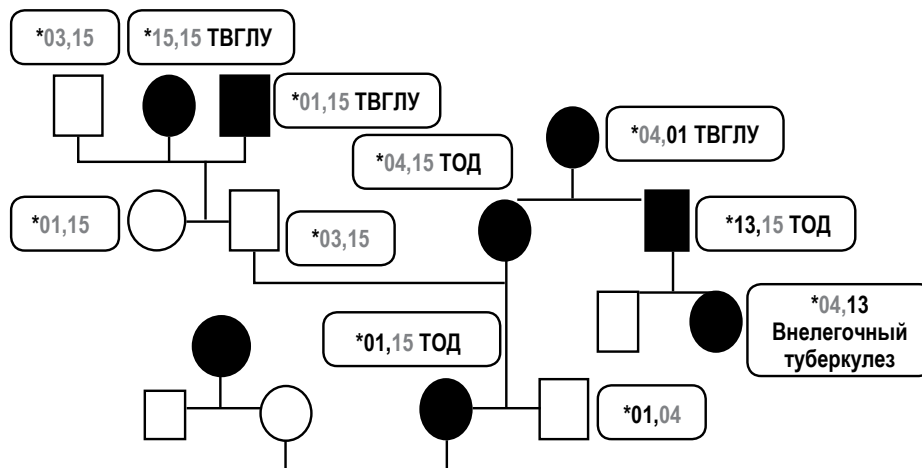 *03,15
*15,15 ТВГЛУ
*01,15 ТВГЛУ
*04,01 ТВГЛУ
*04,15 ТОД
*01,15
*03,15
*13,15 ТОД
*04,13
Внелегочный
туберкулез
*01,15 ТОД
*01,04